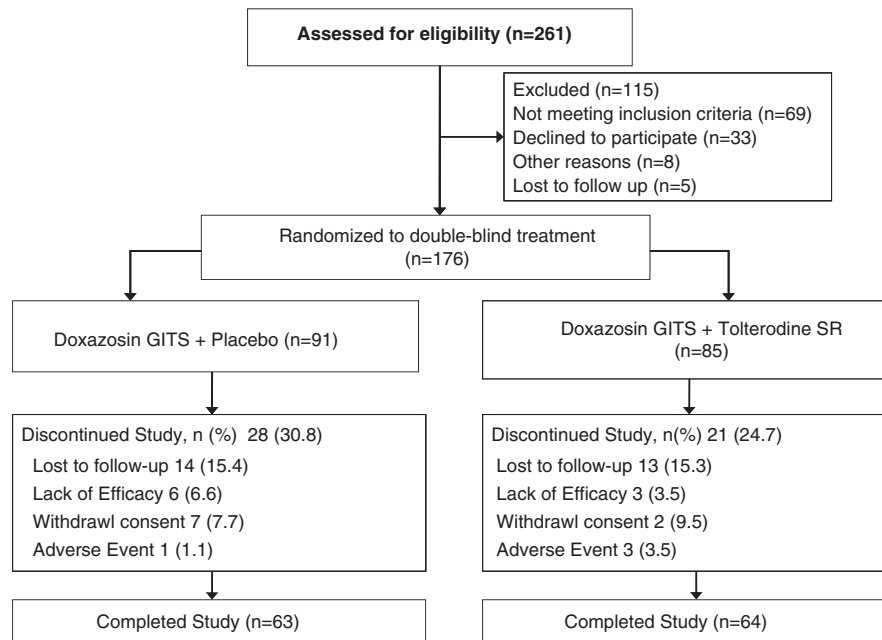 Assessed for eligibility (n=261)
Excluded (n=115)
Not meeting inclusion criteria (n=69)
Declined to participate (n=33)
Other reasons (n=8)
Lost to follow up (n=5)
Randomized to double-blind treatment
(n=176)
Doxazosin GITS + Placebo (n=91)
Doxazosin GITS + Tolterodine SR
(n=85)
Discontinued Study, n (%) 28 (30.8)
Lost to follow-up 14 (15.4)
Lack of Efficacy 6 (6.6)
Withdrawl consent 7 (7.7)
Adverse Event 1 (1.1)
Discontinued Study, n(%) 21 (24.7)
Lost to follow-up 13 (15.3)
Lack of Efficacy 3 (3.5)
Withdrawl consent 2 (9.5)
Adverse Event 3 (3.5)
Completed Study (n=63)
Completed Study (n=64)